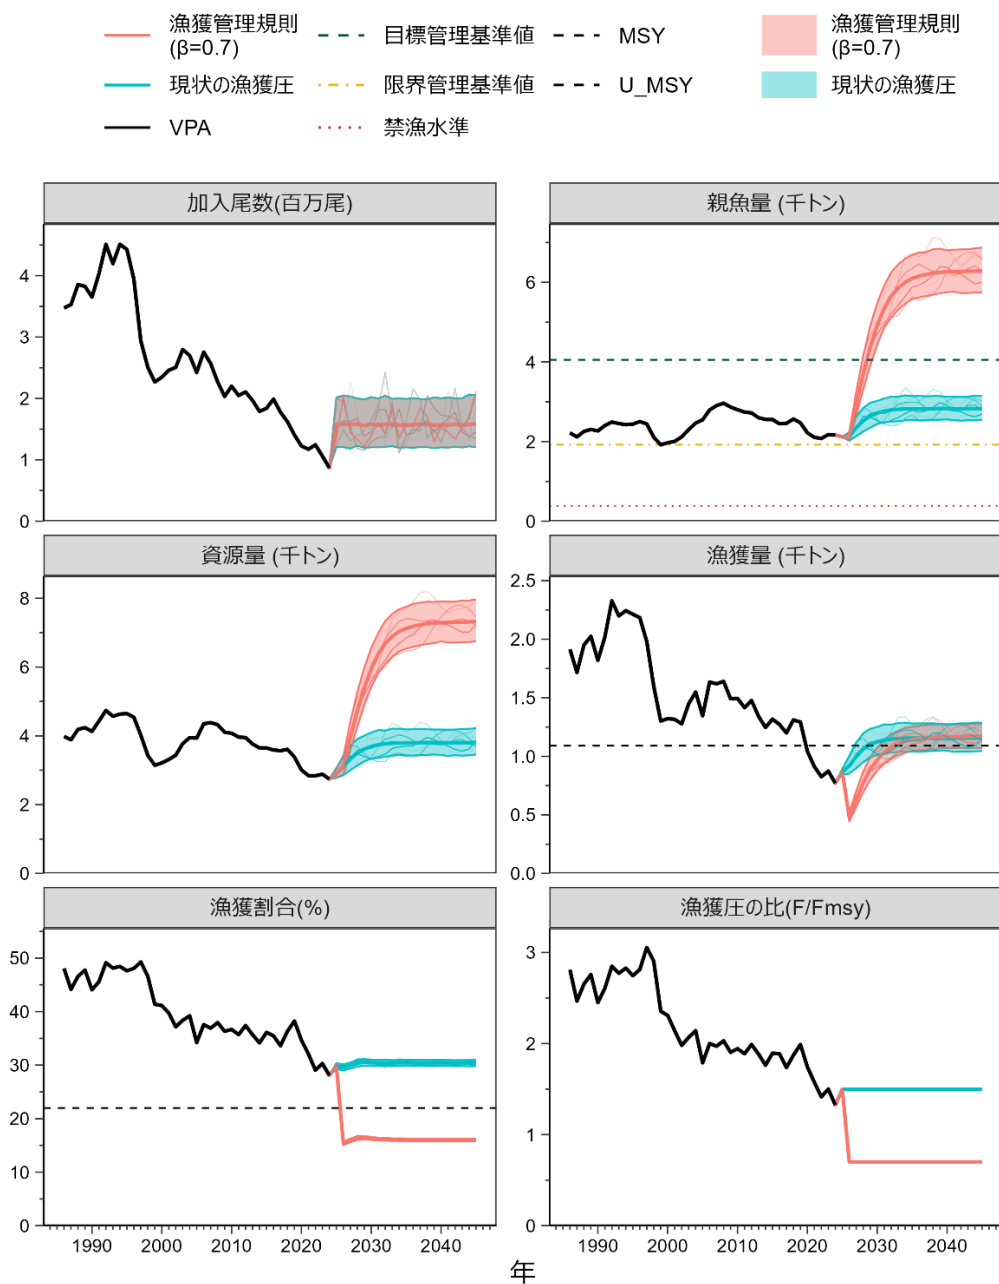 漁獲管理規則
(β=0.7)
目標管理基準値
MSY
漁獲管理規則
(β=0.7)
現状の漁獲圧
限界管理基準値
U_MSY
現状の漁獲圧
VPA
禁漁水準
加入尾数(百万尾)
親魚量 (千トン)
4
3
2
1
0
6
4
2
0
資源量 (千トン)
漁獲量 (千トン)
8
6
4
2
0
2.5
2.0
1.5
1.0
0.5
0.0
漁獲割合(%)
漁獲圧の比(F/Fmsy)
50
40
30
20
10
0
3
2
1
0
1990 2000 2010 2020 2030 2040
1990 2000 2010 2020 2030 2040
年